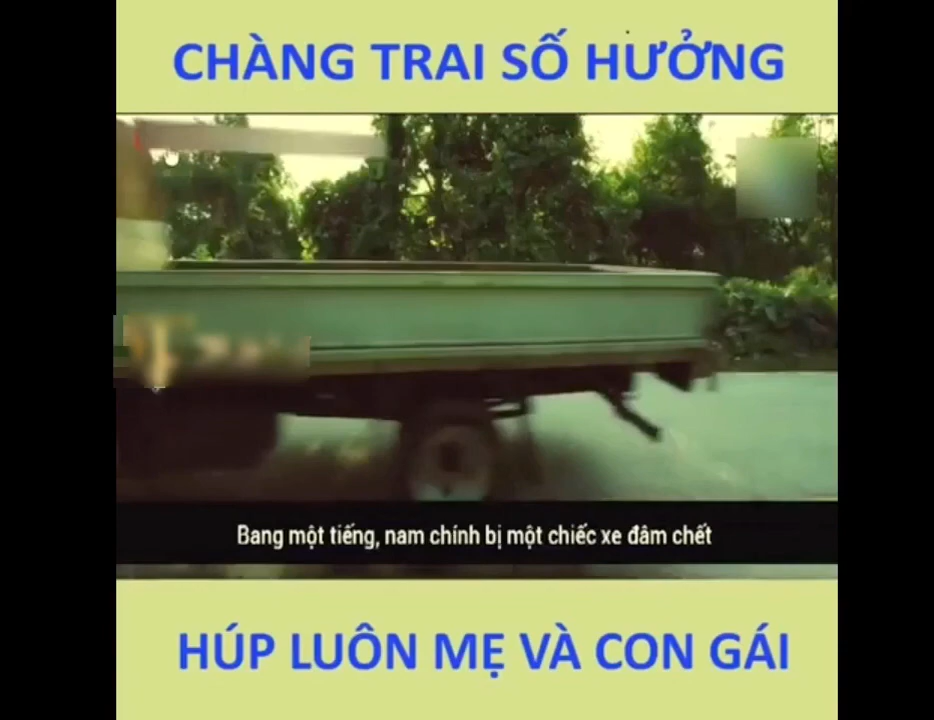 CHÀNG TRAI SỐ HƯỞNG
Bang một tiếng, nam chính bị một chiếc xe đâm chết
HÚP LUÔN MẸ VÀ CON GÁI